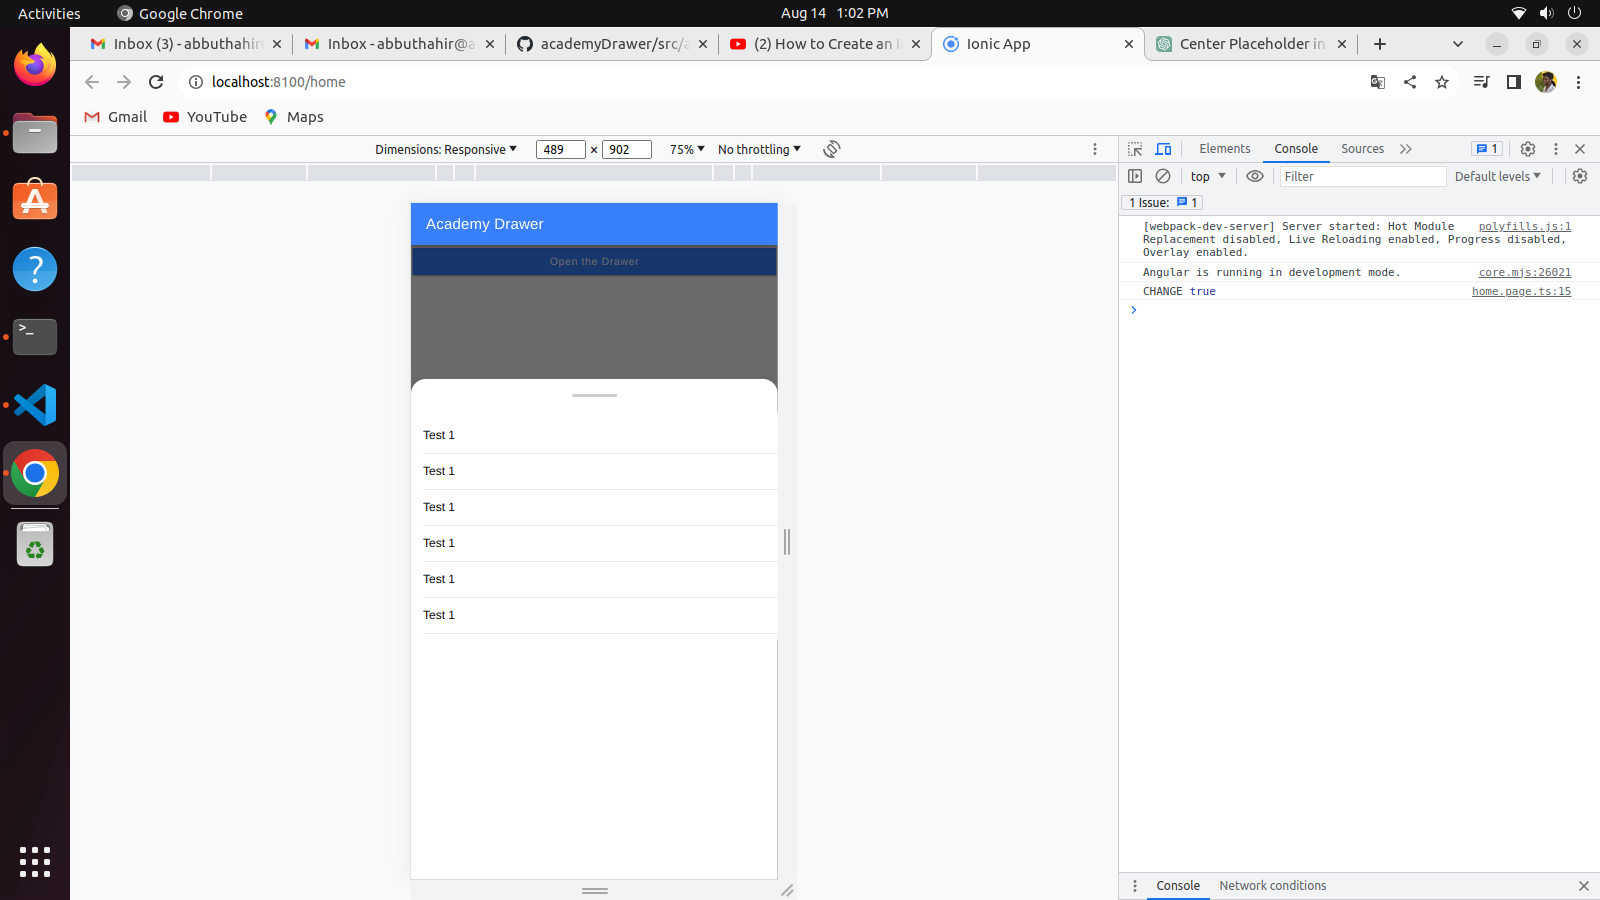 Activities
Google Chrome
Aug 14 1:02 PM
Inbox (3) - abbuthahir
Inbox - abbuthahir@a
academyDrawer/src/a
(2) How to Create an I
Ionic App
Center Placeholder in
localhost:8100/home
Gmail
YouTube
Maps
Dimensions: Responsive
489 × 902
75%
No throttling
Elements
Console
Sources
1
top
Filter
Default levels
1 Issue: 1
[webpack-dev-server] Server started: Hot Module polyfills.js:1
Replacement disabled, Live Reloading enabled, Progress disabled,
Overlay enabled.
Angular is running in development mode. core.mjs:26021
CHANGE true home.page.ts:15
Academy Drawer
Open the Drawer
Test 1
Test 1
Test 1
Test 1
Test 1
Test 1
Console
Network conditions